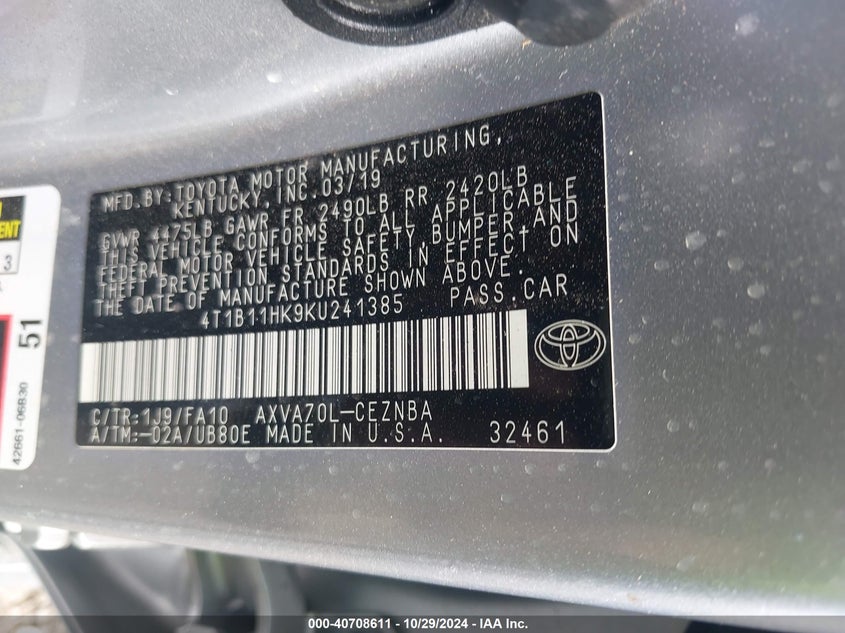 MFD.BY:TOYOTA MOTOR MANUFACTURING,
KENTUCKY,INC.03/19
GVWR 4475LB GAWR FR 2490LB RR 2420LB
THIS VEHICLE CONFORMS TO ALL APPLICABLE
FEDERAL MOTOR VEHICLE SAFETY,BUMPER,AND
THEFT PREVENTION STANDARDS IN EFFECT ON
THE DATE OF MANUFACTURE SHOWN ABOVE.
4T1B11HK9KU241385 PASS.CAR
C/TR:1J9/FA10 AXVA70L-CEZNBA
A/TM:-02A/UB80E MADE IN U.S.A. 32461
3
51
42661-06B30
000-40708611 - 10/29/2024 - IAA Inc.